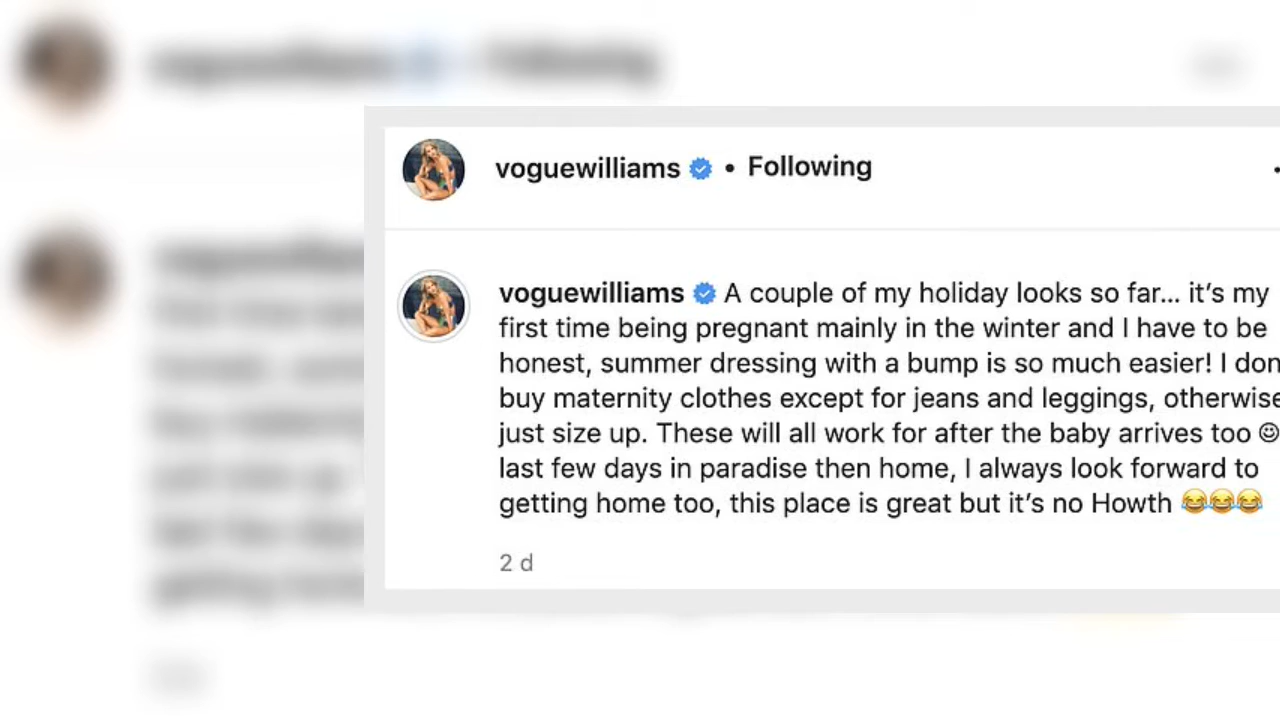 voguewilliams • Following
voguewilliams A couple of my holiday looks so far... it's my
first time being pregnant mainly in the winter and I have to be
honest, summer dressing with a bump is so much easier! I don
buy maternity clothes except for jeans and leggings, otherwise
just size up. These will all work for after the baby arrives too ☺
last few days in paradise then home, I always look forward to
getting home too, this place is great but it's no Howth 😂😂😂
2 d